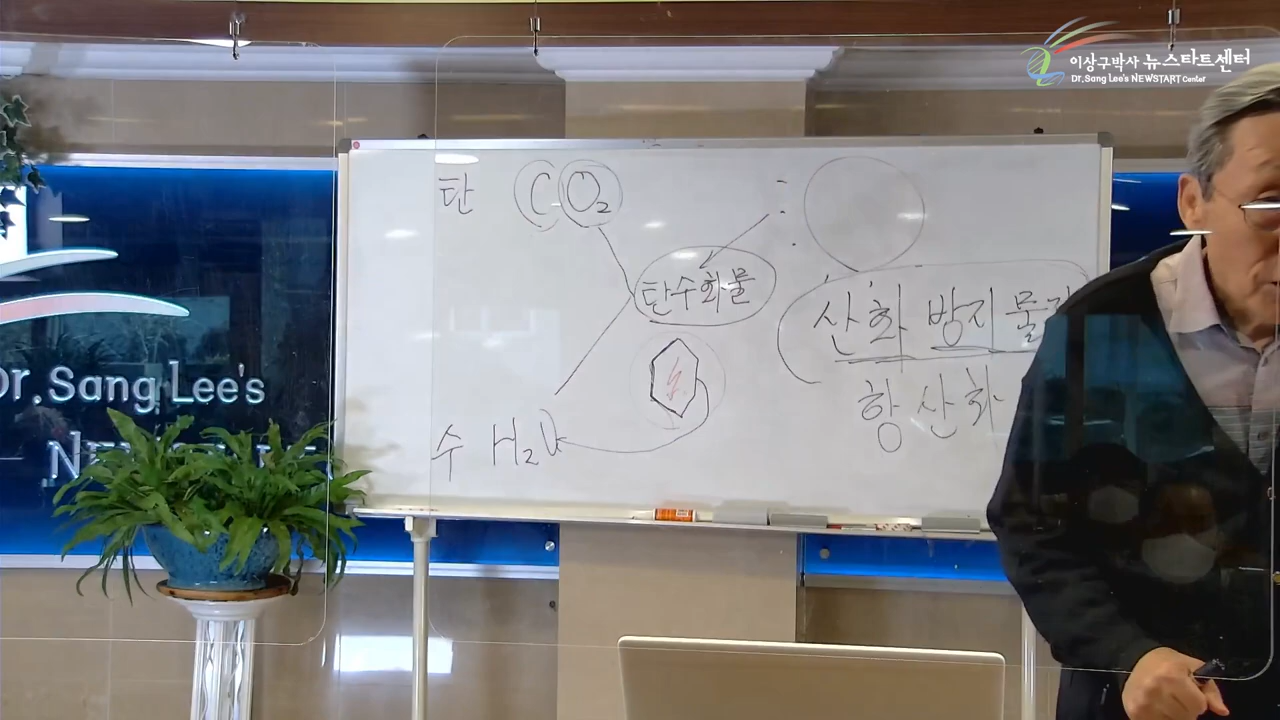 이상구박사 뉴스타트센터
Dr.Sang Lee's NEWSTART Center
탄 CO₂
탄수화물
산화 방지 물
항산화
수 H₂
Dr. Sang Lee's